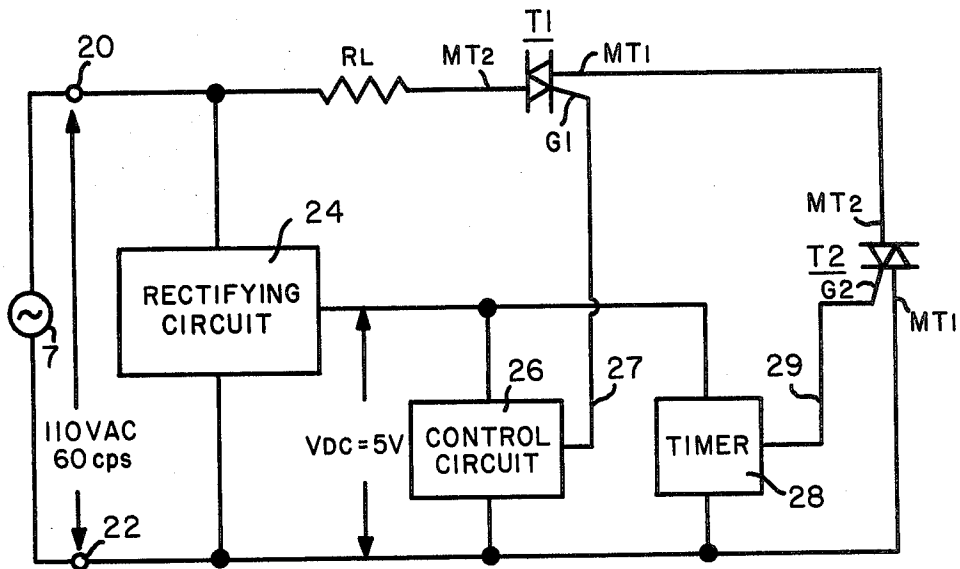 20
RL
MT2
T1
MT1
G1
24
RECTIFYING
CIRCUIT
MT2
T2
G2
MT1
7
110VAC
60 cps
VDC=5V
26
CONTROL
CIRCUIT
27
29
TIMER
28
22